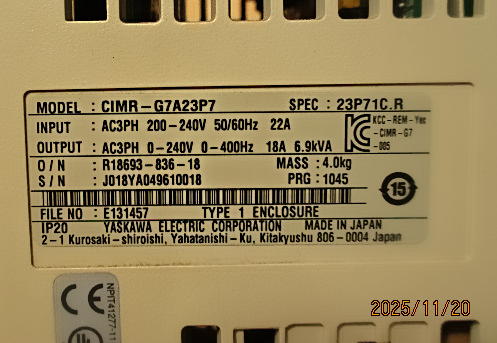 MODEL : CIMR-G7A23P7 SPEC : 23P71C.R
INPUT : AC3PH 200-240V 50/60Hz 22A
OUTPUT : AC3PH 0-240V 0-400Hz 18A 6.9kVA
KCC-REM-Yec
-CIMR-G7
-005
O / N : R18693-836-18 MASS : 4.0kg
S / N : J018YA049610018 PRG : 1045
15
FILE NO : E131457 TYPE 1 ENCLOSURE
IP20 YASKAWA ELECTRIC CORPORATION MADE IN JAPAN
2-1 Kurosaki-shiroishi, Yahatanishi-Ku, Kitakyushu 806-0004 Japan
CE
NPIT41277-11
2025/11/20